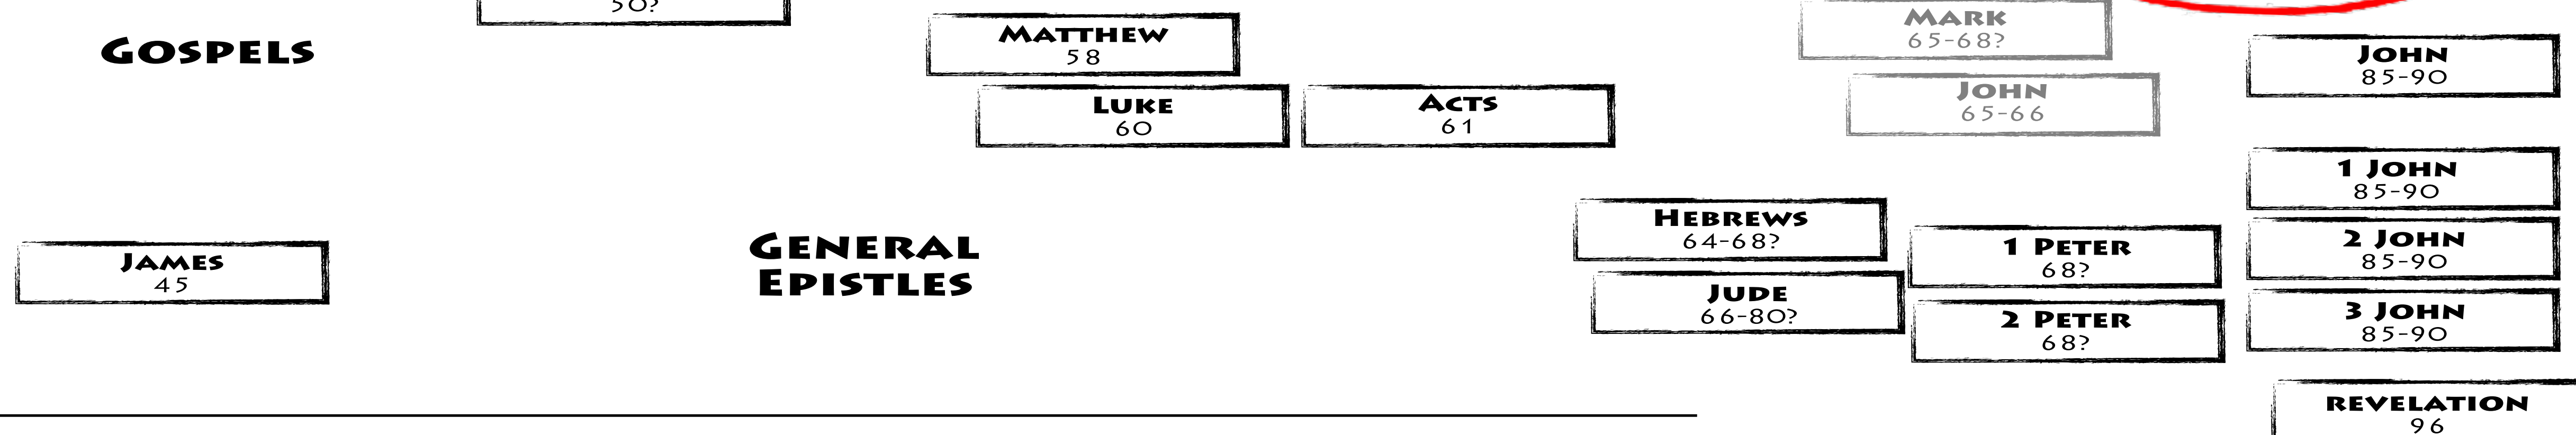 50?
GOSPELS
MATTHEW
58
MARK
65-68?
JOHN
85-90
LUKE
60
ACTS
61
JOHN
65-66
1 JOHN
85-90
HEBREWS
64-68?
GENERAL
EPISTLES
JAMES
45
1 PETER
68?
2 JOHN
85-90
JUDE
66-80?
2 PETER
68?
3 JOHN
85-90
REVELATION
96